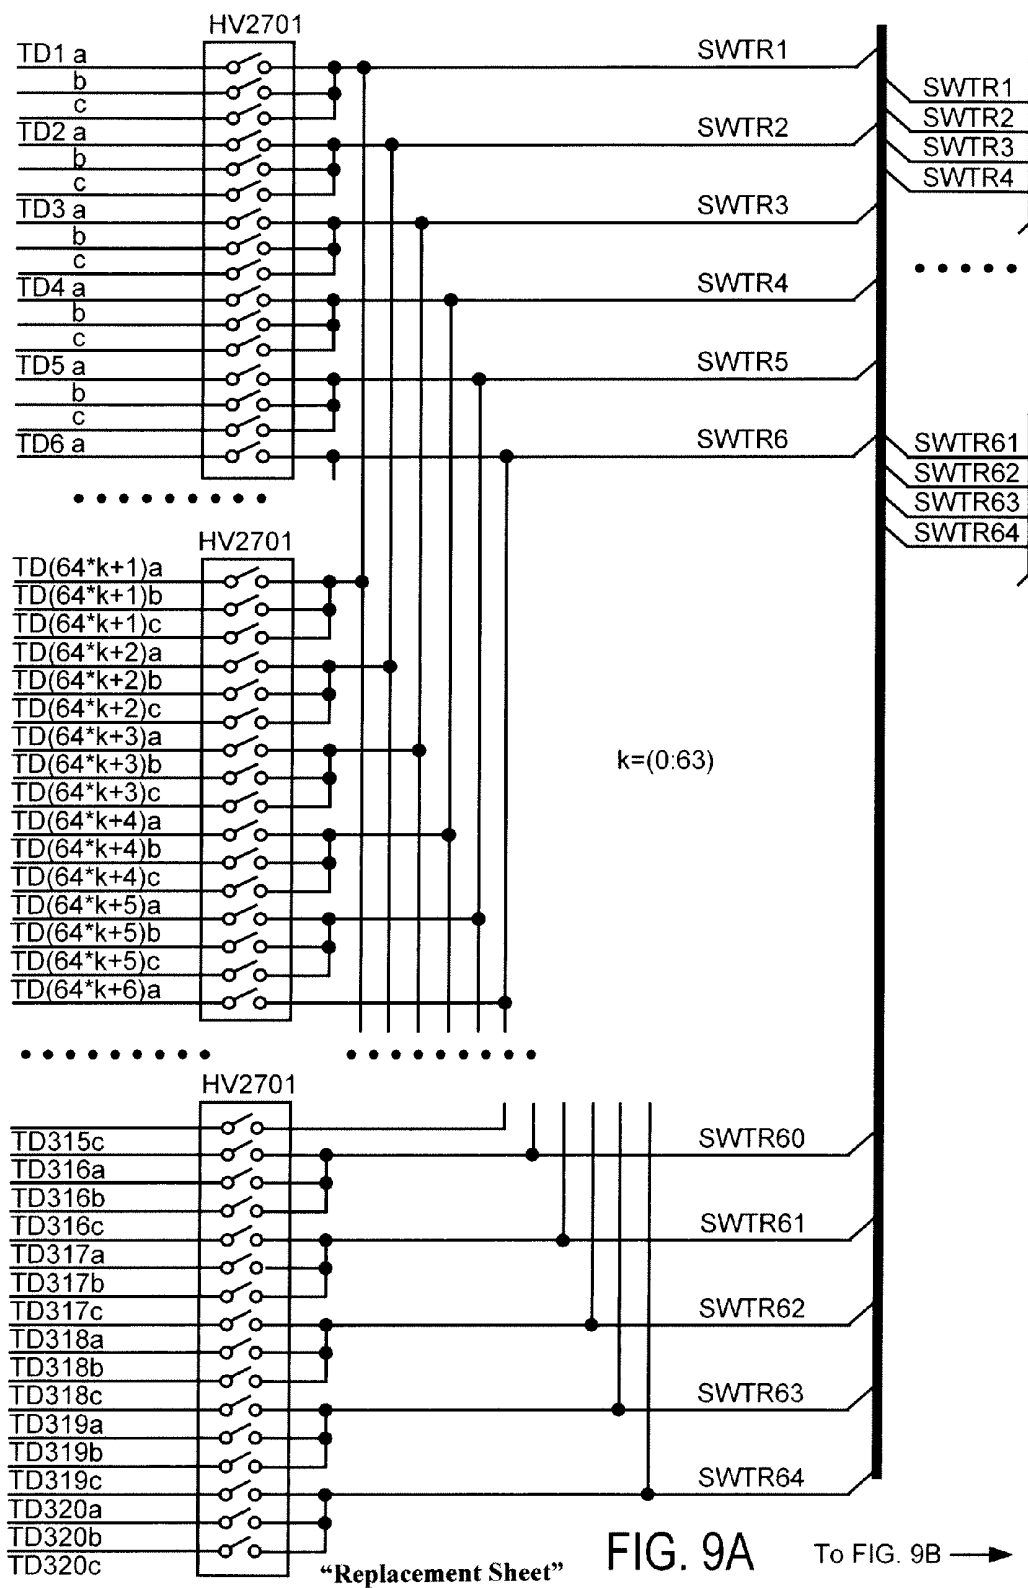 HV2701
TD1 a
b
c
TD2 a
b
c
TD3 a
b
c
TD4 a
b
c
TD5 a
b
c
TD6 a
SWTR1
SWTR2
SWTR3
SWTR4
SWTR5
SWTR6
SWTR1
SWTR2
SWTR3
SWTR4
SWTR61
SWTR62
SWTR63
SWTR64
HV2701
TD(64*k+1)a
TD(64*k+1)b
TD(64*k+1)c
TD(64*k+2)a
TD(64*k+2)b
TD(64*k+2)c
TD(64*k+3)a
TD(64*k+3)b
TD(64*k+3)c
TD(64*k+4)a
TD(64*k+4)b
TD(64*k+4)c
TD(64*k+5)a
TD(64*k+5)b
TD(64*k+5)c
TD(64*k+6)a
k=(0:63)
HV2701
TD315c
TD316a
TD316b
TD316c
TD317a
TD317b
TD317c
TD318a
TD318b
TD318c
TD319a
TD319b
TD319c
TD320a
TD320b
TD320c
SWTR60
SWTR61
SWTR62
SWTR63
SWTR64
“Replacement Sheet”
FIG. 9A
To FIG. 9B